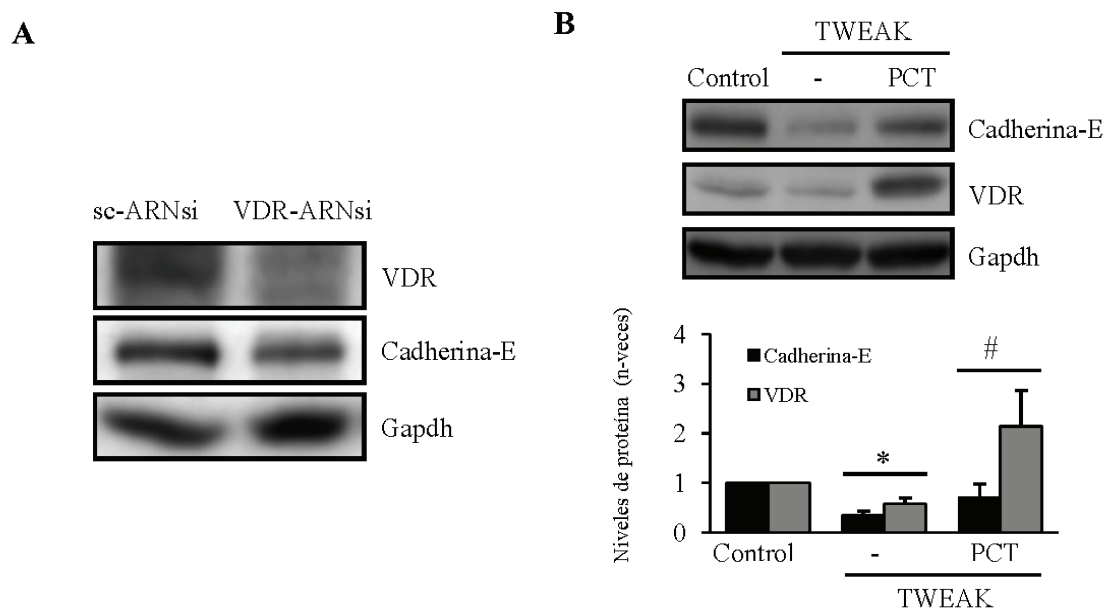 A
sc-ARNsi VDR-ARNsi
VDR
Cadherina-E
Gapdh
B
TWEAK
Control - PCT
Cadherina-E
VDR
Gapdh
Niveles de proteína (n-veces)
4
3
2
1
0
Cadherina-E
VDR
*
#
Control - PCT
TWEAK